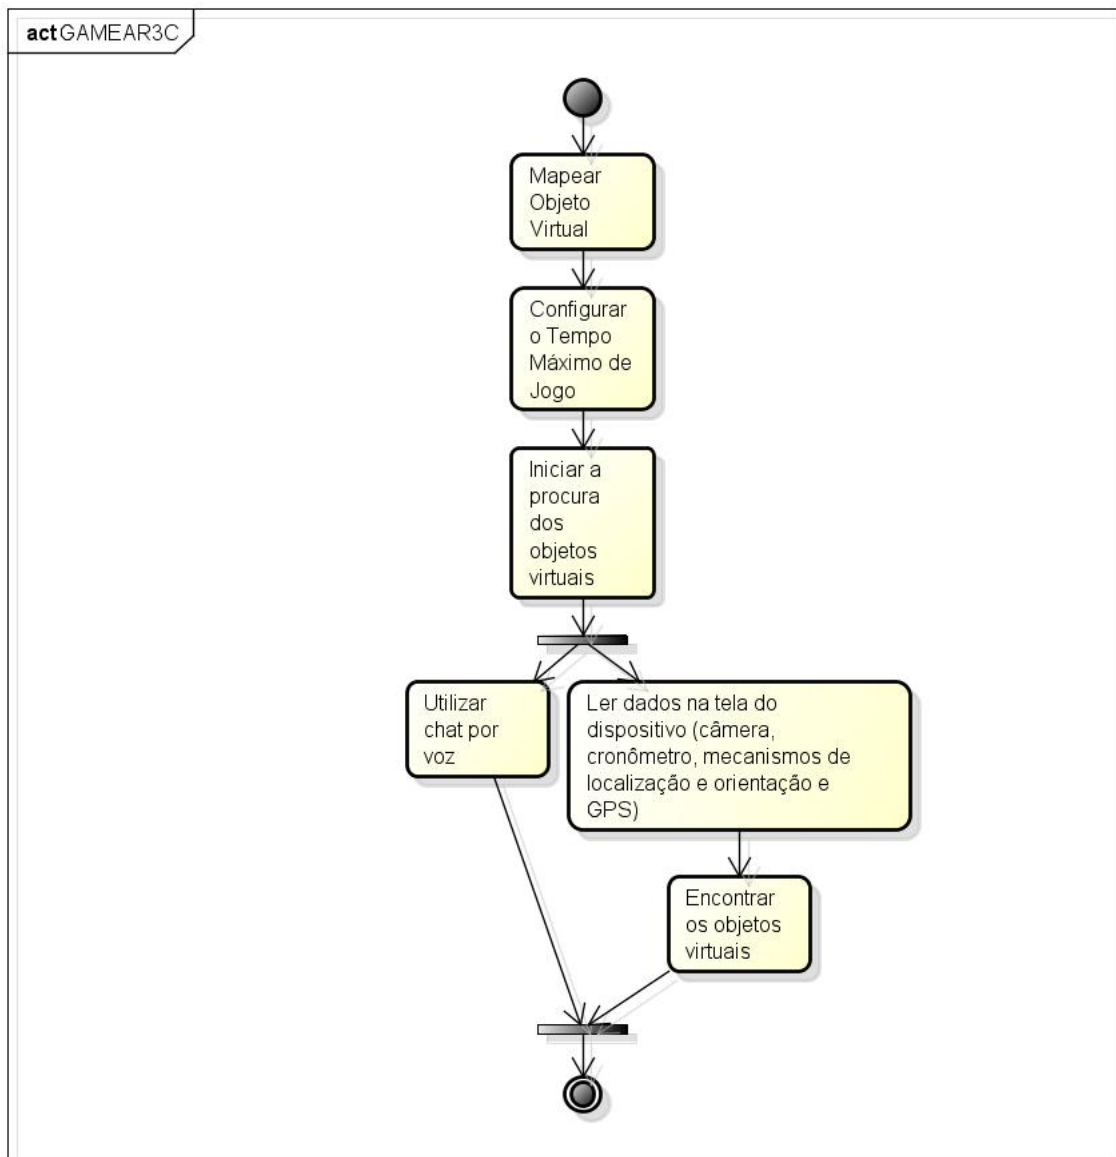 act GAMEAR3C
Mapear
Objeto
Virtual
Configurar
o Tempo
Máximo de
Jogo
Iniciar a
procura
dos
objetos
virtuais
Utilizar
chat por
voz
Ler dados na tela do
dispositivo (câmera,
cronômetro, mecanismos de
localização e orientação e
GPS)
Encontrar
os objetos
virtuais